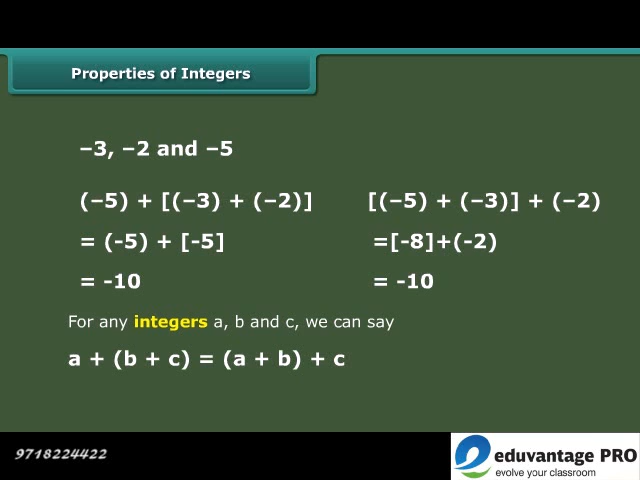 Properties of Integers
–3, –2 and –5
(–5) + [(–3) + (–2)]
= (-5) + [-5]
= -10
[(–5) + (–3)] + (–2)
=[-8]+(-2)
= -10
For any integers a, b and c, we can say
a + (b + c) = (a + b) + c
9718224422
eduvantage PRO
evolve your classroom